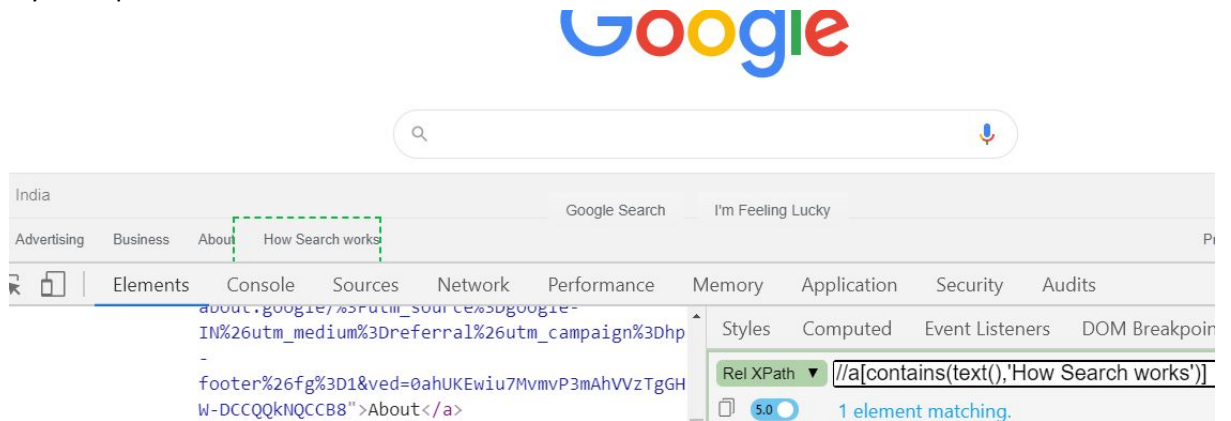 Google
India
Google Search I'm Feeling Lucky
Advertising Business About How Search works
Elements Console Sources Network Performance Memory Application Security Audits
about.google/%3Futm_source%3Dgoogle-
IN%26utm_medium%3Dreferral%26utm_campaign%3Dhp
-
footer%26fg%3D1&ved=0ahUKEwiu7MvmvP3mAhVVzTgGH
W-DCCQQkNQCCB8">About</a>
Styles Computed Event Listeners DOM Breakpoin
Rel XPath ▼ //a[contains(text(),'How Search works')]
5.0 1 element matching.